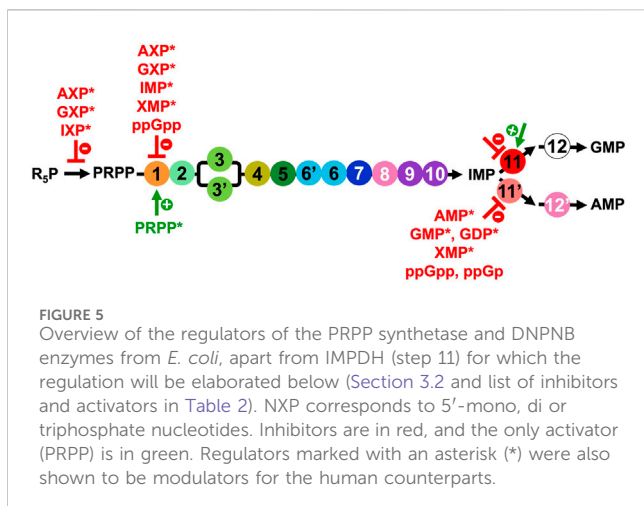 AXP*
GXP*
IMP*
XMP*
ppGpp
AXP*
GXP*
IXP*
R5P PRPP 1 2 3 3' 4 5 6' 6 7 8 9 10 IMP 11 12 GMP
11' 12' AMP
PRPP*
AMP*
GMP*, GDP*
XMP*
ppGpp, ppGp
FIGURE 5
Overview of the regulators of the PRPP synthetase and DNPNB
enzymes from E. coli, apart from IMPDH (step 11) for which the
regulation will be elaborated below (Section 3.2 and list of inhibitors
and activators in Table 2). NXP corresponds to 5′-mono, di or
triphosphate nucleotides. Inhibitors are in red, and the only activator
(PRPP) is in green. Regulators marked with an asterisk (*) were also
shown to be modulators for the human counterparts.